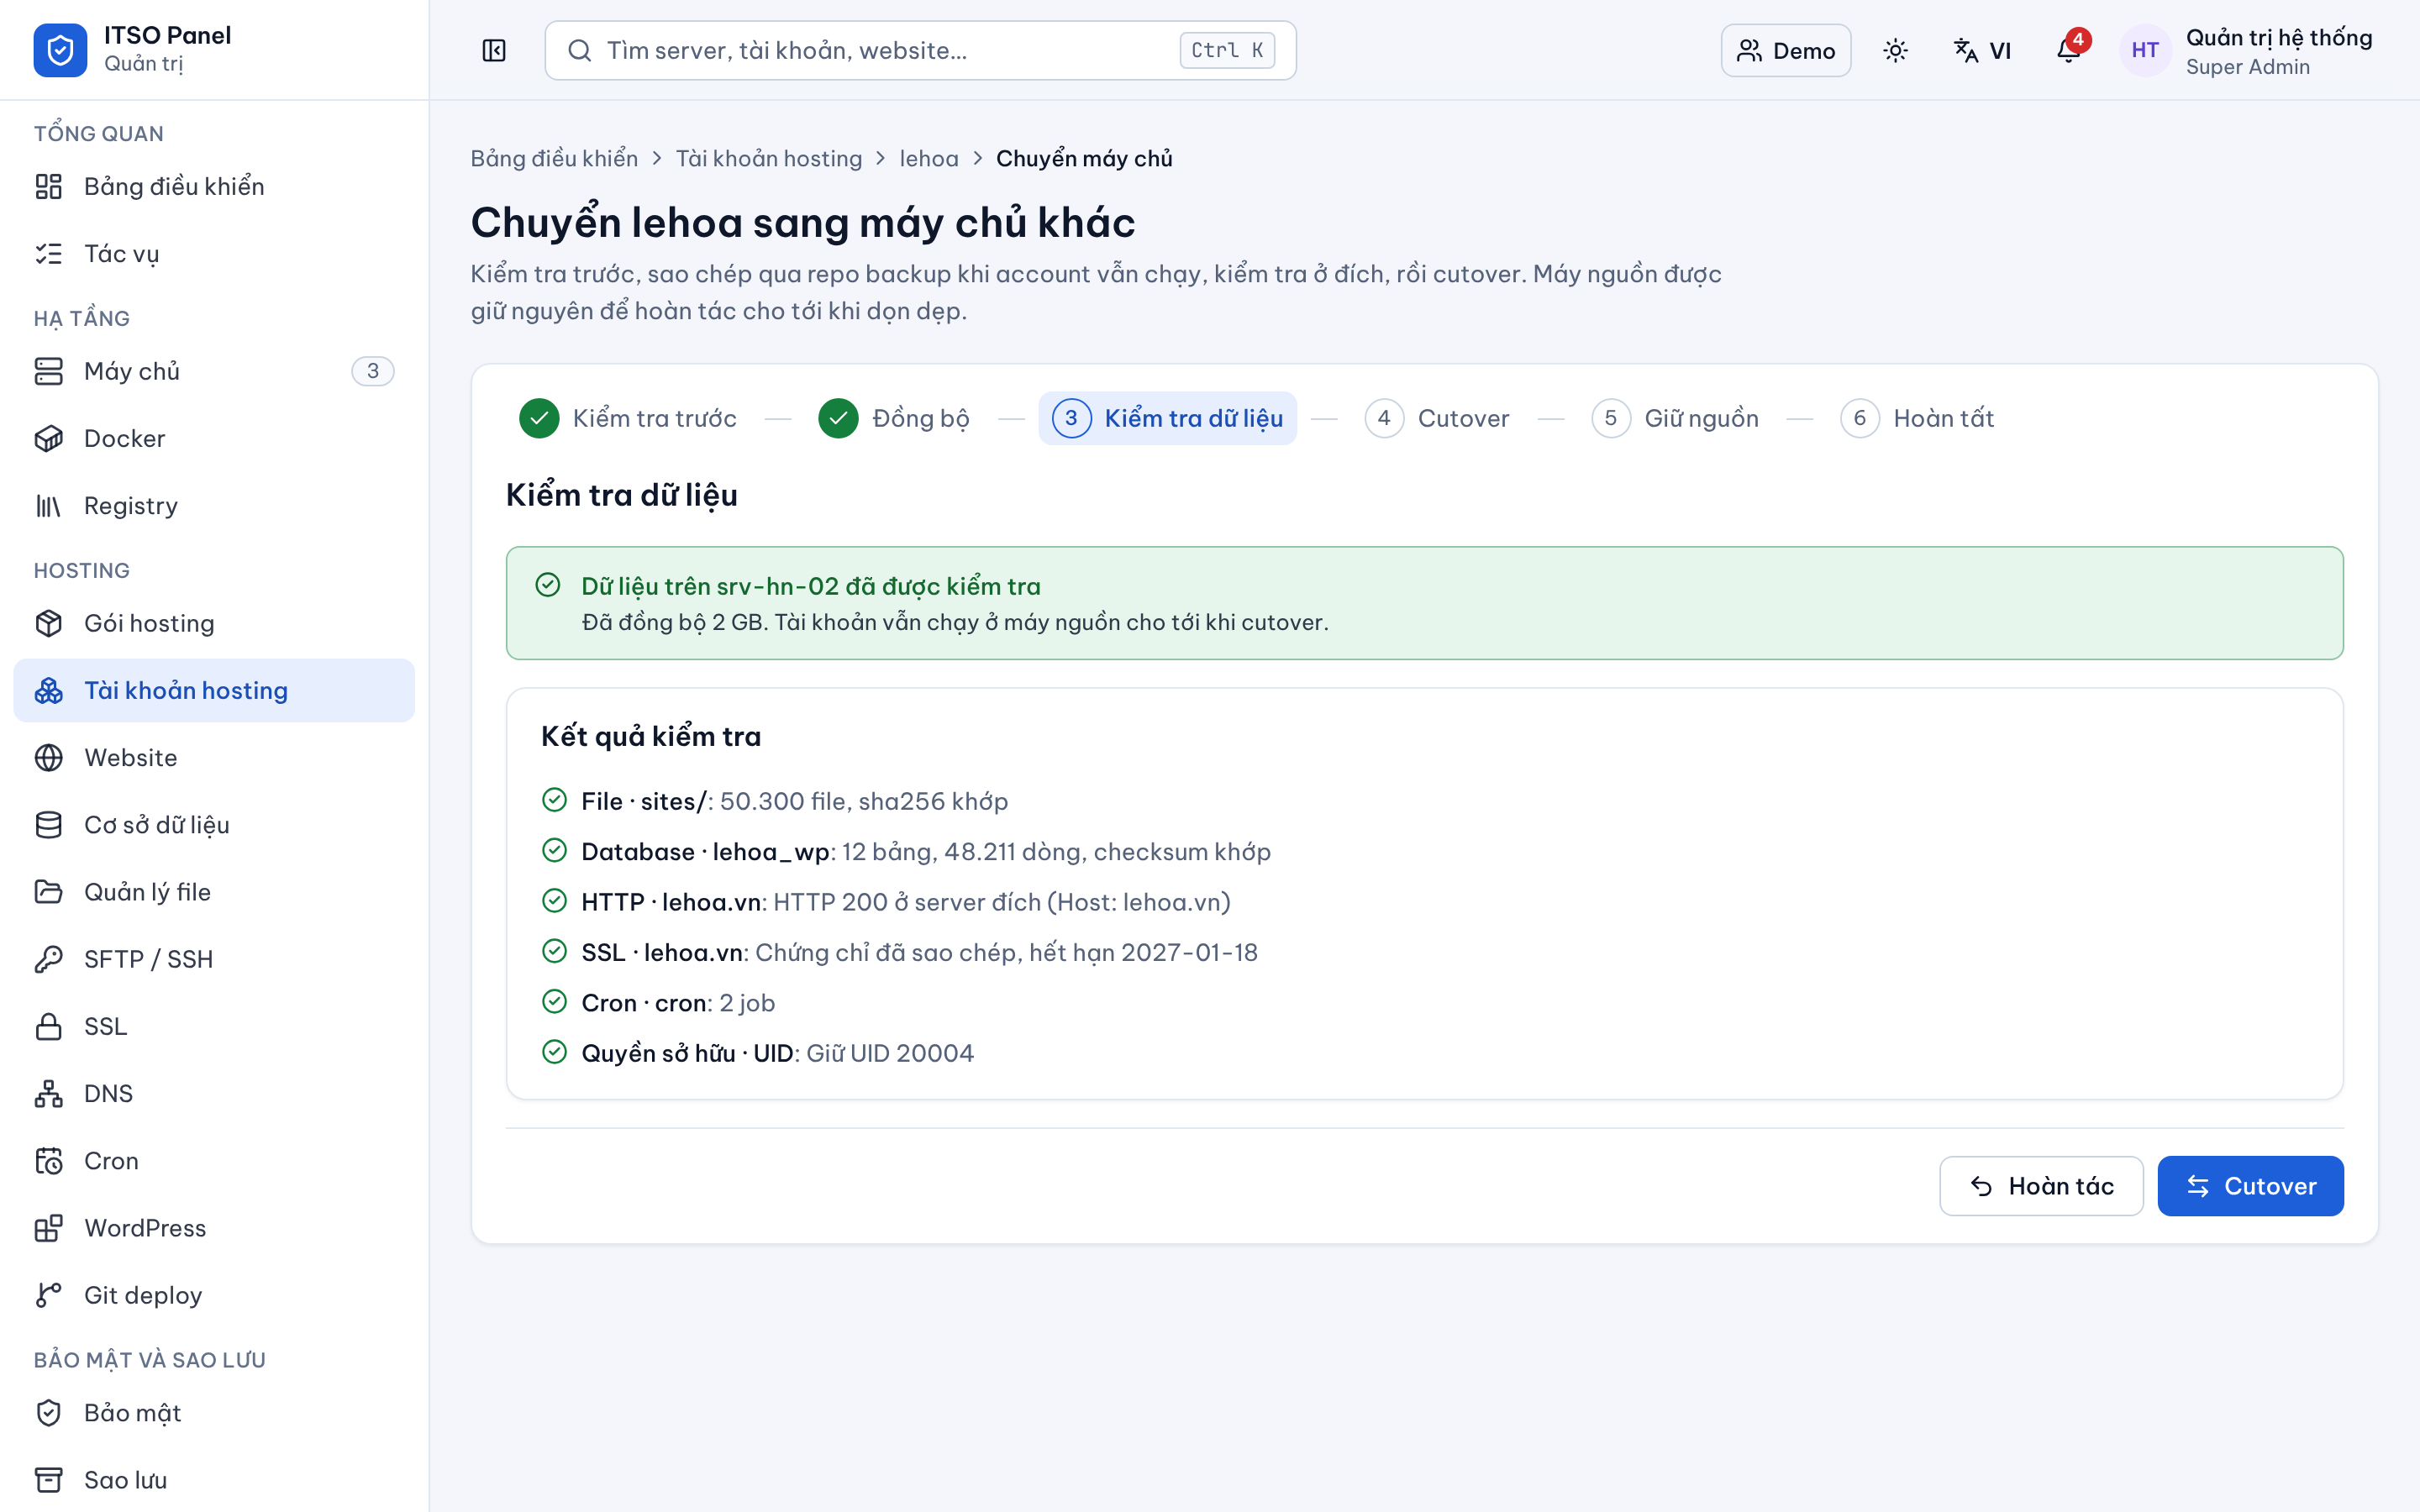 ITSO Panel
Quản trị
Tìm server, tài khoản, website...
Ctrl K
Demo
VI
4
HT
Quản trị hệ thống
Super Admin
TỔNG QUAN
Bảng điều khiển
Tác vụ
HẠ TẦNG
Máy chủ
3
Docker
Registry
HOSTING
Gói hosting
Tài khoản hosting
Website
Cơ sở dữ liệu
Quản lý file
SFTP / SSH
SSL
DNS
Cron
WordPress
Git deploy
BẢO MẬT VÀ SAO LƯU
Bảo mật
Sao lưu
Bảng điều khiển > Tài khoản hosting > lehoa > Chuyển máy chủ
Chuyển lehoa sang máy chủ khác
Kiểm tra trước, sao chép qua repo backup khi account vẫn chạy, kiểm tra ở đích, rồi cutover. Máy nguồn được
giữ nguyên để hoàn tác cho tới khi dọn dẹp.
Kiểm tra trước — Đồng bộ — 3 Kiểm tra dữ liệu — 4 Cutover — 5 Giữ nguồn — 6 Hoàn tất
Kiểm tra dữ liệu
Dữ liệu trên srv-hn-02 đã được kiểm tra
Đã đồng bộ 2 GB. Tài khoản vẫn chạy ở máy nguồn cho tới khi cutover.
Kết quả kiểm tra
File · sites/: 50.300 file, sha256 khớp
Database · lehoa_wp: 12 bảng, 48.211 dòng, checksum khớp
HTTP · lehoa.vn: HTTP 200 ở server đích (Host: lehoa.vn)
SSL · lehoa.vn: Chứng chỉ đã sao chép, hết hạn 2027-01-18
Cron · cron: 2 job
Quyền sở hữu · UID: Giữ UID 20004
Hoàn tác
Cutover